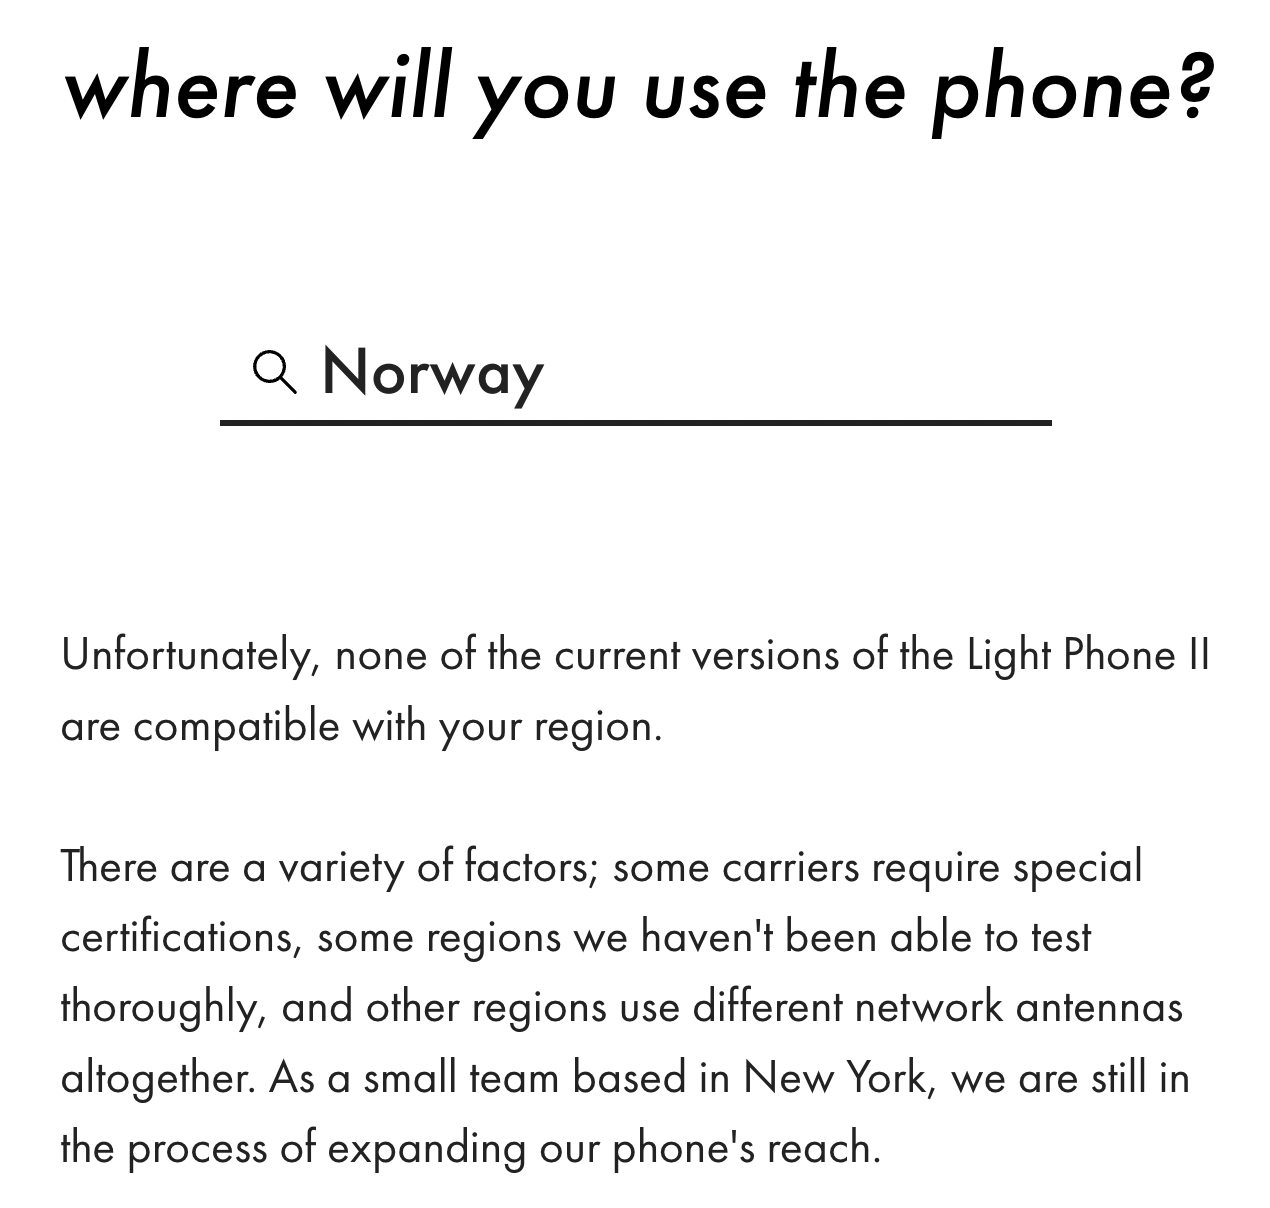 where will you use the phone?
Norway
Unfortunately, none of the current versions of the Light Phone II
are compatible with your region.
There are a variety of factors; some carriers require special
certifications, some regions we haven't been able to test
thoroughly, and other regions use different network antennas
altogether. As a small team based in New York, we are still in
the process of expanding our phone's reach.